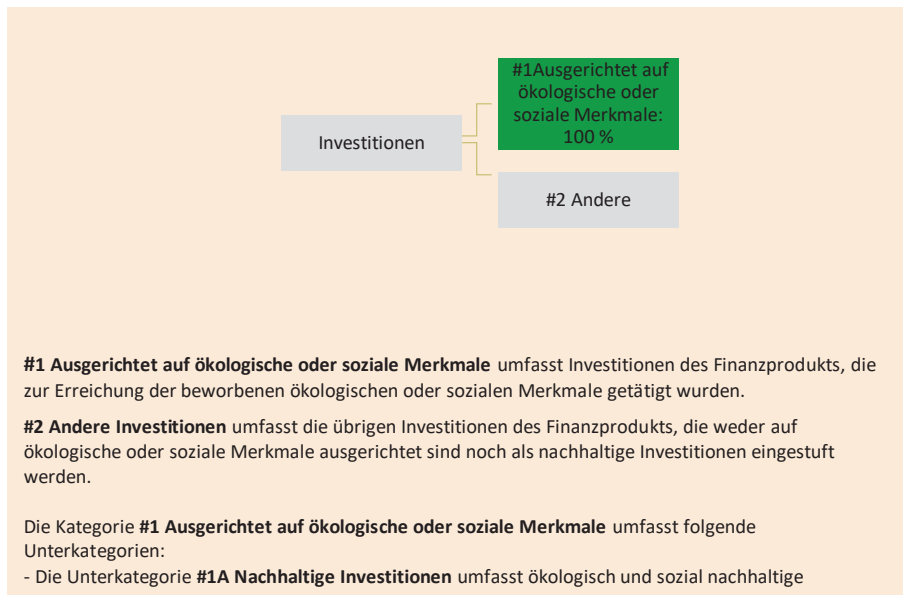 #1Ausgerichtet auf
ökologische oder
soziale Merkmale:
100 %
Investitionen
#2 Andere
#1 Ausgerichtet auf ökologische oder soziale Merkmale umfasst Investitionen des Finanzprodukts, die
zur Erreichung der beworbenen ökologischen oder sozialen Merkmale getätigt wurden.
#2 Andere Investitionen umfasst die übrigen Investitionen des Finanzprodukts, die weder auf
ökologische oder soziale Merkmale ausgerichtet sind noch als nachhaltige Investitionen eingestuft
werden.
Die Kategorie #1 Ausgerichtet auf ökologische oder soziale Merkmale umfasst folgende
Unterkategorien:
- Die Unterkategorie #1A Nachhaltige Investitionen umfasst ökologisch und sozial nachhaltige